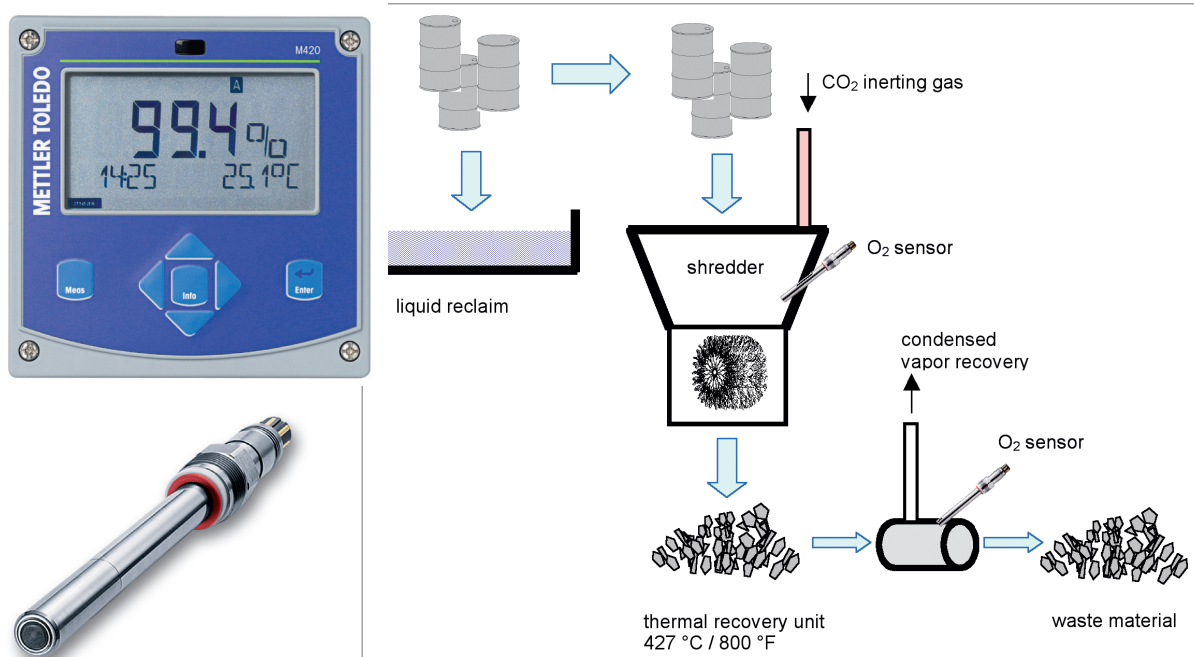 M420
METTLER TOLEDO
A
99.4%
14:25 25.1°C
Meas
Info
Enter
CO₂ inerting gas
shredder
O₂ sensor
liquid reclaim
condensed
vapor recovery
O₂ sensor
thermal recovery unit
427 °C / 800 °F
waste material